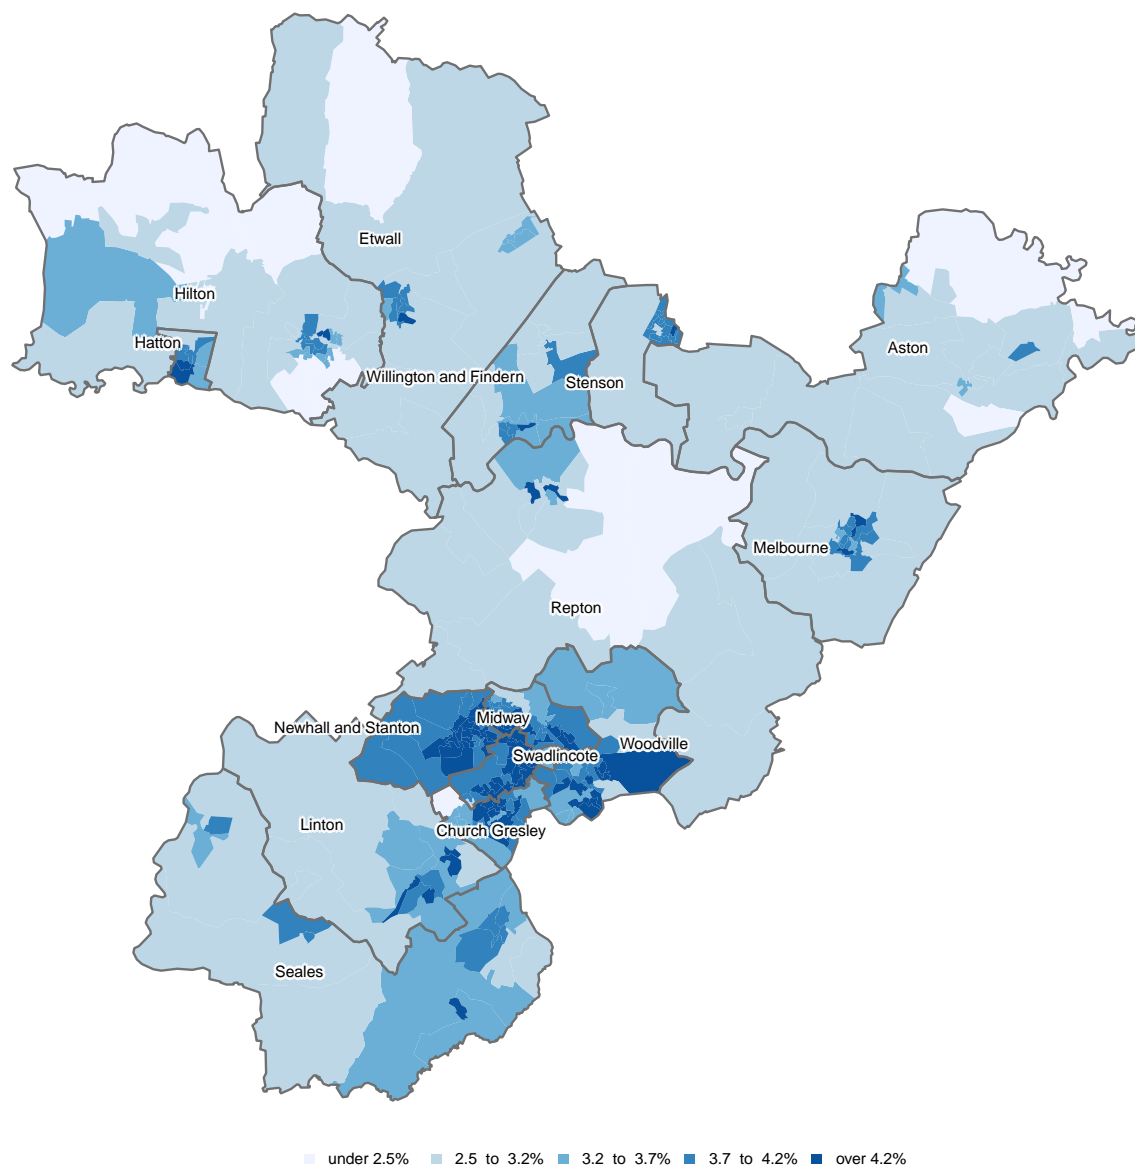 Etwall
Hilton
Hatton
Aston
Willington and Findern
Stenson
Melbourne
Repton
Newhall and Stanton
Midway
Woodville
Swadlincote
Linton
Church Gresley
Seales
under 2.5% 2.5 to 3.2% 3.2 to 3.7% 3.7 to 4.2% over 4.2%